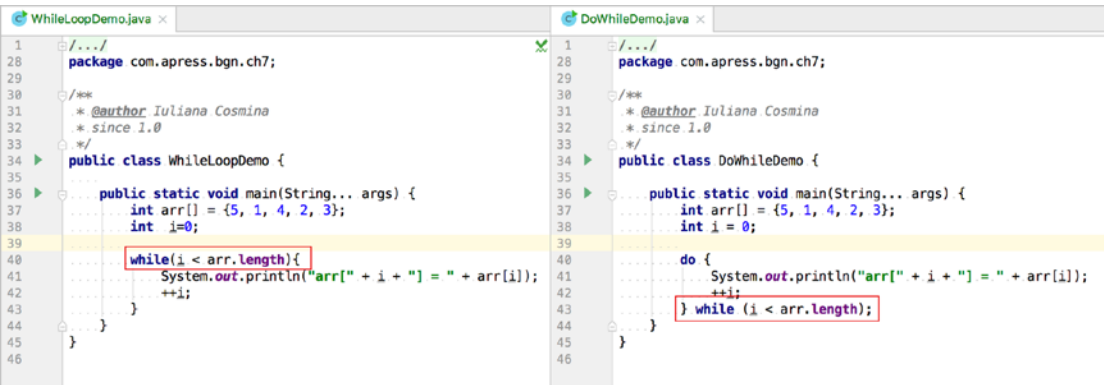 WhileLoopDemo.java ×
1 /.../
28 package com.apress.bgn.ch7;
29
30 /**
31 * @author Iuliana Cosmina
32 * since 1.0
33 */
34 public class WhileLoopDemo {
35
36 public static void main(String... args) {
37 int arr[] = {5, 1, 4, 2, 3};
38 int i=0;
39
40 while(i < arr.length){
41 System.out.println("arr[" + i + "] = " + arr[i]);
42 ++i;
43 }
44 }
45 }
46
DoWhileDemo.java ×
1 /.../
28 package com.apress.bgn.ch7;
29
30 /**
31 * @author Iuliana Cosmina
32 * since 1.0
33 */
34 public class DoWhileDemo {
35
36 public static void main(String... args) {
37 int arr[] = {5, 1, 4, 2, 3};
38 int i = 0;
39
40 do {
41 System.out.println("arr[" + i + "] = " + arr[i]);
42 ++i;
43 } while (i < arr.length);
44 }
45 }
46